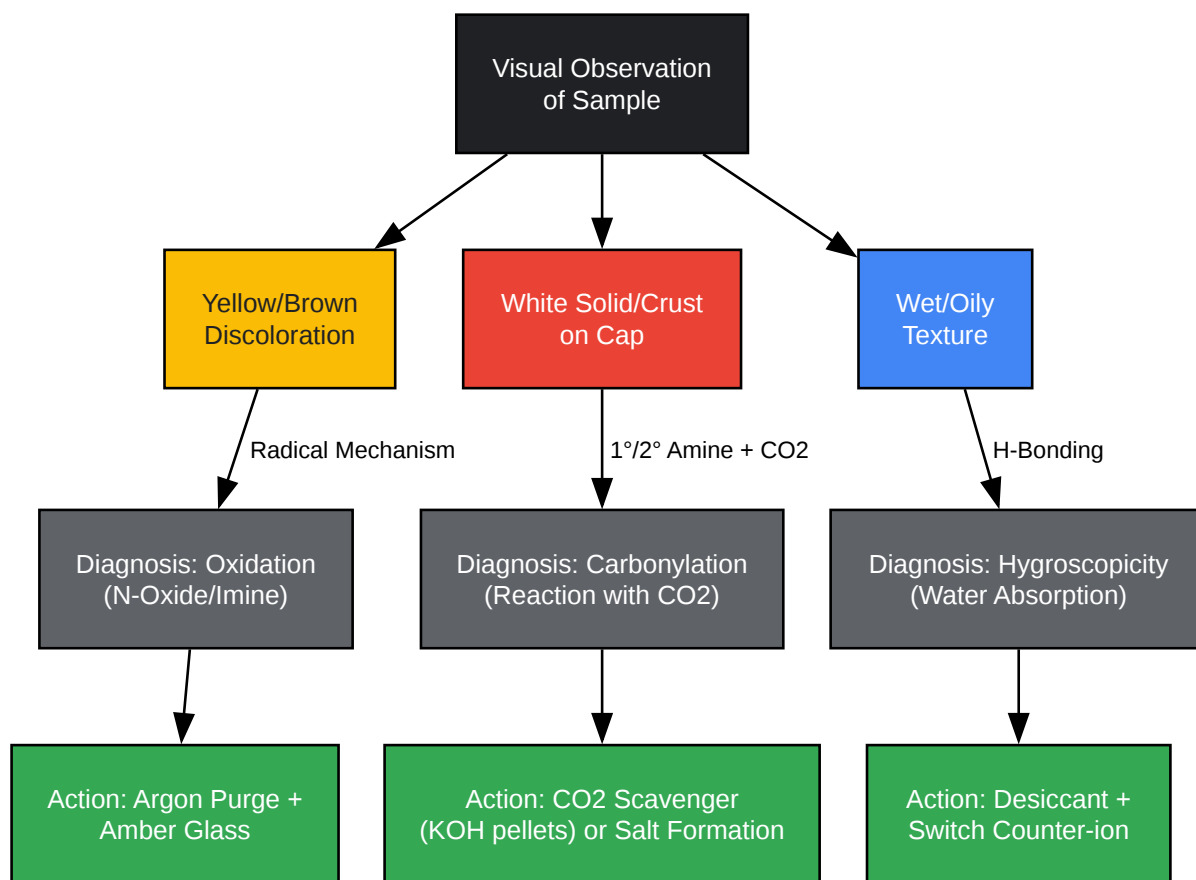 Visual Observation
of Sample
Yellow/Brown
Discoloration
White Solid/Crust
on Cap
Wet/Oily
Texture
Radical Mechanism
1°/2° Amine + CO2
H-Bonding
Diagnosis: Oxidation
(N-Oxide/Imine)
Diagnosis: Carbonylation
(Reaction with CO2)
Diagnosis: Hygroscopicity
(Water Absorption)
Action: Argon Purge +
Amber Glass
Action: CO2 Scavenger
(KOH pellets) or Salt Formation
Action: Desiccant +
Switch Counter-ion